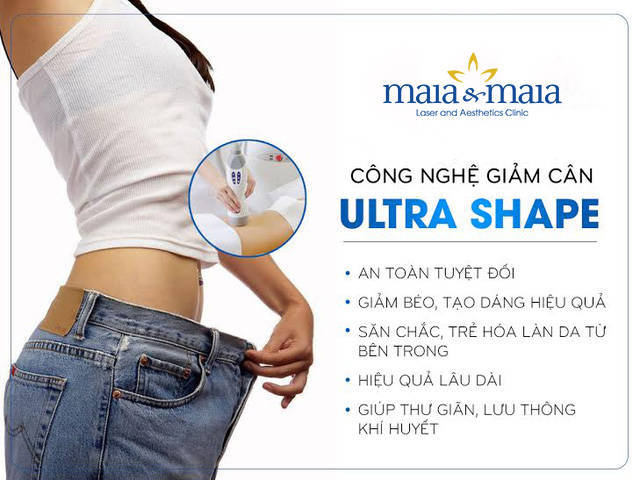 maia & maia
Laser and Aesthetics Clinic
CÔNG NGHỆ GIẢM CÂN
ULTRA SHAPE
• AN TOÀN TUYỆT ĐỐI
• GIẢM BÉO, TẠO DÁNG HIỆU QUẢ
• SĂN CHẮC, TRẺ HÓA LÀN DA TỪ
BÊN TRONG
• HIỆU QUẢ LÂU DÀI
• GIÚP THƯ GIÃN, LƯU THÔNG
KHÍ HUYẾT